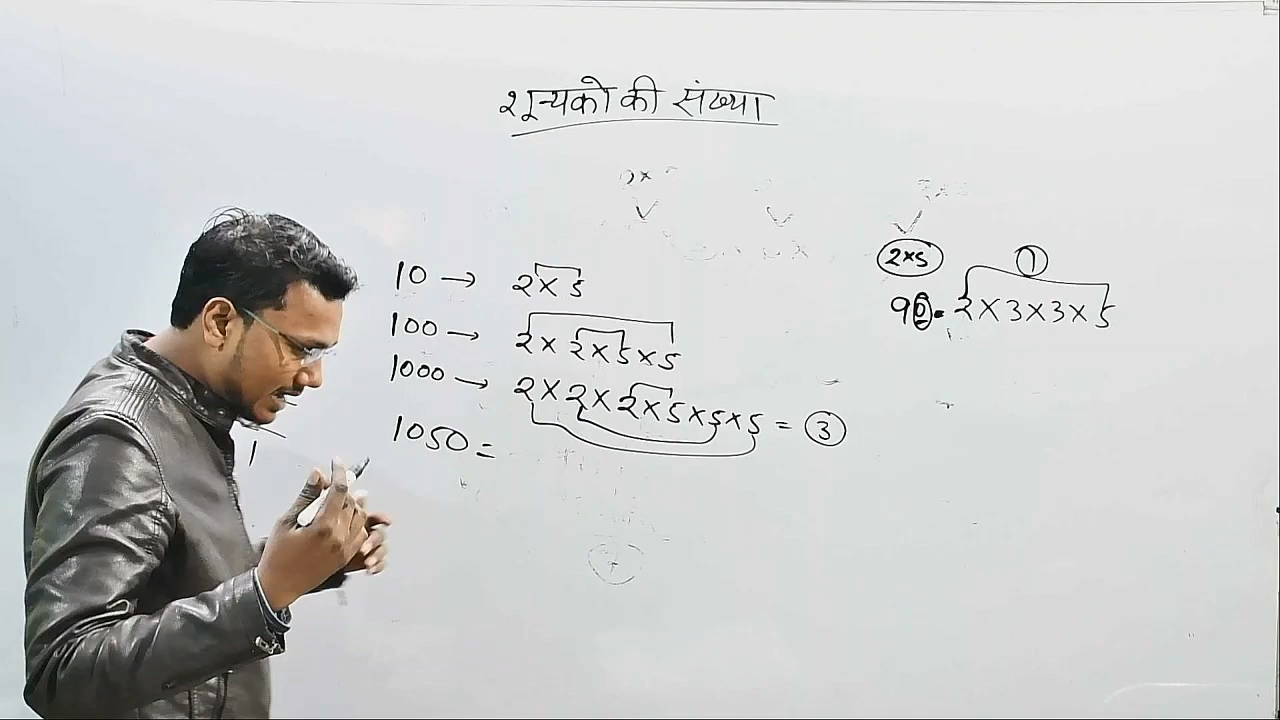 शून्यको की संख्या
10 → 2×5
100 → 2×2×5×5
1000 → 2×2×2×5×5×5 = 3
1050 =
2×5
1
90 = 2×3×3×5